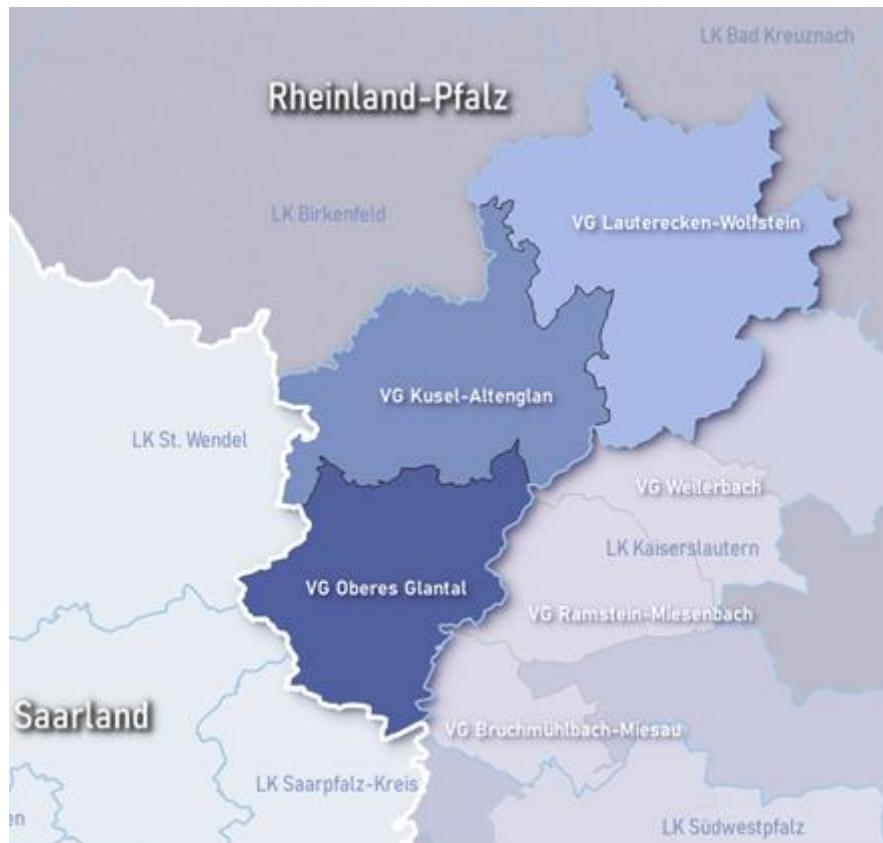 LK Bad Kreuznach
Rheinland-Pfalz
LK Birkenfeld
VG Lauterecken-Wolfstein
VG Kusel-Altenglan
LK St. Wendel
VG Weilerbach
LK Kaiserslautern
VG Oberes Glantal
VG Ramstein-Miesenbach
Saarland
VG Bruchmühlbach-Miesau
LK Saarpfalz-Kreis
en
LK Südwestpfalz